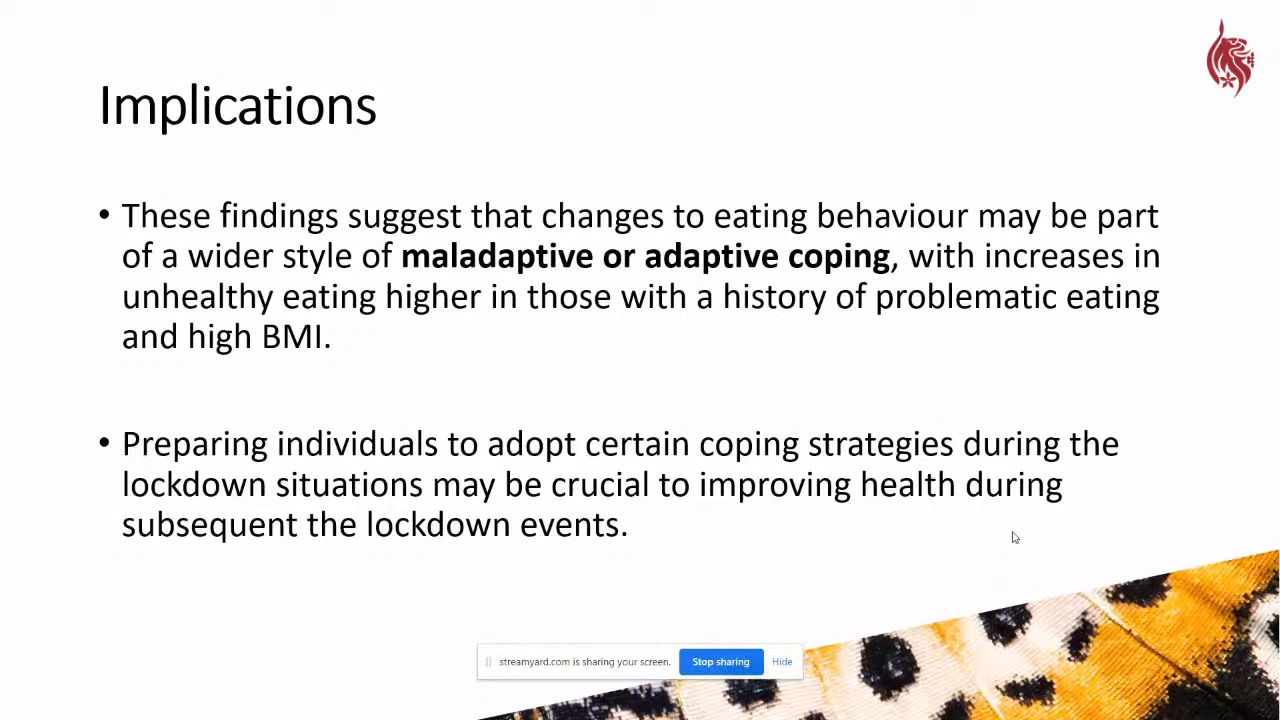 Implications
• These findings suggest that changes to eating behaviour may be part
of a wider style of maladaptive or adaptive coping, with increases in
unhealthy eating higher in those with a history of problematic eating
and high BMI.
• Preparing individuals to adopt certain coping strategies during the
lockdown situations may be crucial to improving health during
subsequent the lockdown events.
streamyard.com is sharing your screen. Stop sharing Hide